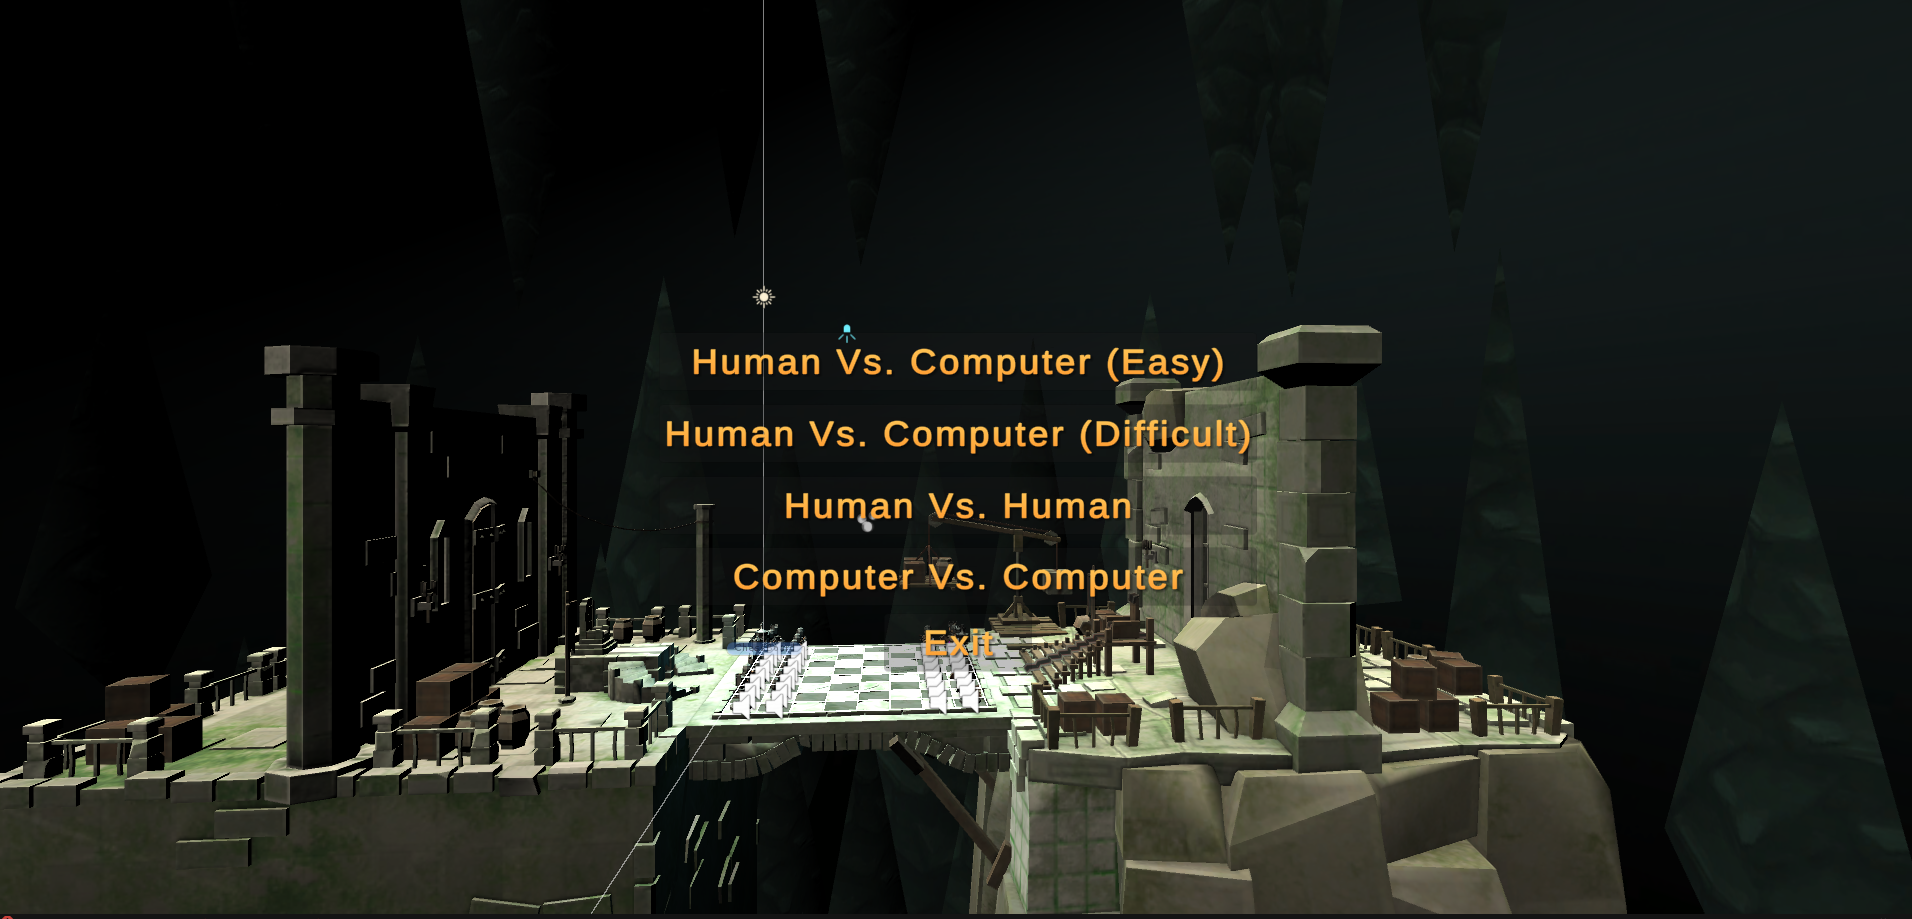 Human Vs. Computer (Easy)
Human Vs. Computer (Difficult)
Human Vs. Human
Computer Vs. Computer
Exit